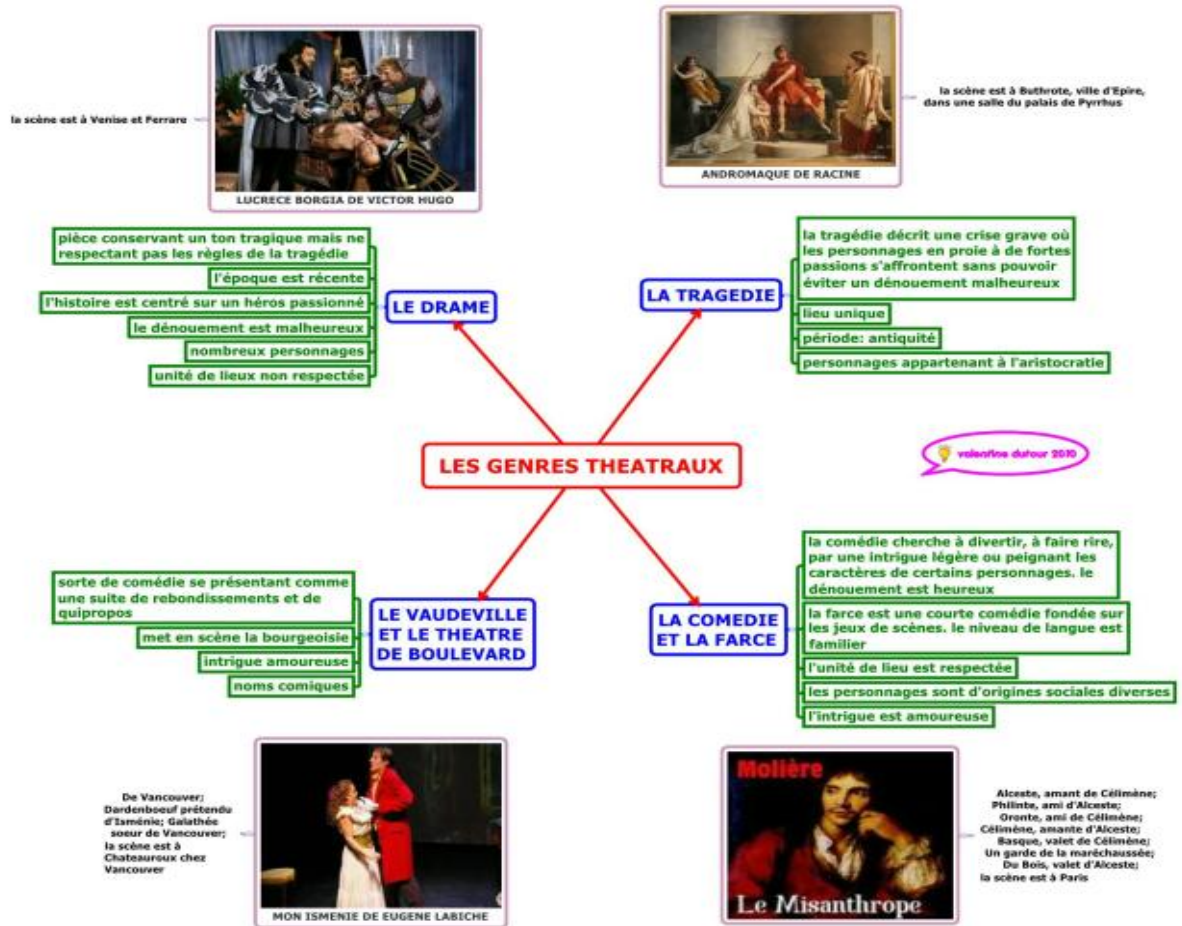 la scène est à Venise et Ferrare
LUCRECE BORGIA DE VICTOR HUGO
ANDROMAQUE DE RACINE
la scène est à Buthrote, ville d'Epire,
dans une salle du palais de Pyrrhus
pièce conservant un ton tragique mais ne
respectant pas les règles de la tragédie
l'époque est récente
l'histoire est centré sur un héros passionné
le dénouement est malheureux
nombreux personnages
unité de lieux non respectée
LE DRAME
LA TRAGEDIE
la tragédie décrit une crise grave où
les personnages en proie à de fortes
passions s'affrontent sans pouvoir
éviter un dénouement malheureux
lieu unique
période: antiquité
personnages appartenant à l'aristocratie
LES GENRES THEATRAUX
valentine dutour 2010
sorte de comédie se présentant comme
une suite de rebondissements et de
quipropos
met en scène la bourgeoisie
intrigue amoureuse
noms comiques
LE VAUDEVILLE
ET LE THEATRE
DE BOULEVARD
LA COMEDIE
ET LA FARCE
la comédie cherche à divertir, à faire rire,
par une intrigue légère ou peignant les
caractères de certains personnages. le
dénouement est heureux
la farce est une courte comédie fondée sur
les jeux de scènes. le niveau de langue est
familier
l'unité de lieu est respectée
les personnages sont d'origines sociales diverses
l'intrigue est amoureuse
De Vancouver;
Dardenboeuf prétendu
d'Isménie; Galathée
soeur de Vancouver;
la scène est à
Chateauroux chez
Vancouver
MON ISMENIE DE EUGENE LABICHE
Molière
Le Misanthrope
Alceste, amant de Célimène;
Philinte, ami d'Alceste;
Oronte, ami de Célimène;
Célimène, amante d'Alceste;
Basque, valet de Célimène;
Un garde de la maréchaussée;
Du Bois, valet d'Alceste;
la scène est à Paris